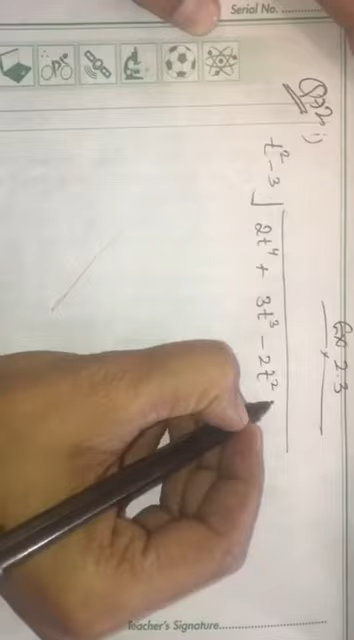 Serial No. ..............
Ex 2.3
Q2 i)
t² - 3 √ 2t⁴ + 3t³ - 2t²
Teacher's Signature..............................